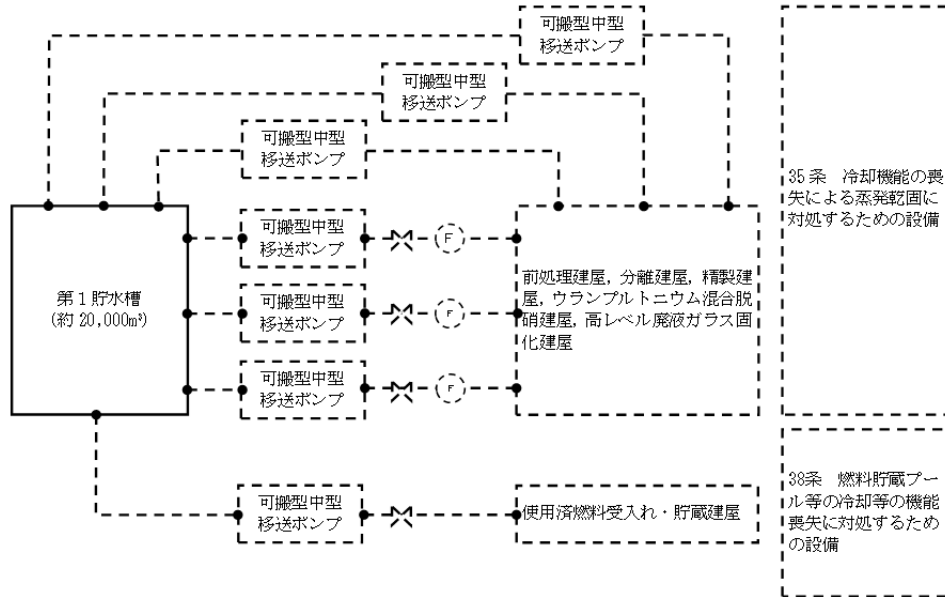 可搬型中型
移送ポンプ
可搬型中型
移送ポンプ
可搬型中型
移送ポンプ
35条 冷却機能の喪
失による蒸発乾固に
対処するための設備
第1貯水槽
(約20,000m³)
可搬型中型
移送ポンプ
F
可搬型中型
移送ポンプ
F
可搬型中型
移送ポンプ
F
前処理建屋, 分離建屋, 精製建
屋, ウランプルトニウム混合脱
硝建屋, 高レベル廃液ガラス固
化建屋
可搬型中型
移送ポンプ
使用済燃料受入れ・貯蔵建屋
38条 燃料貯蔵プー
ル等の冷却等の機能
喪失に対処するため
の設備